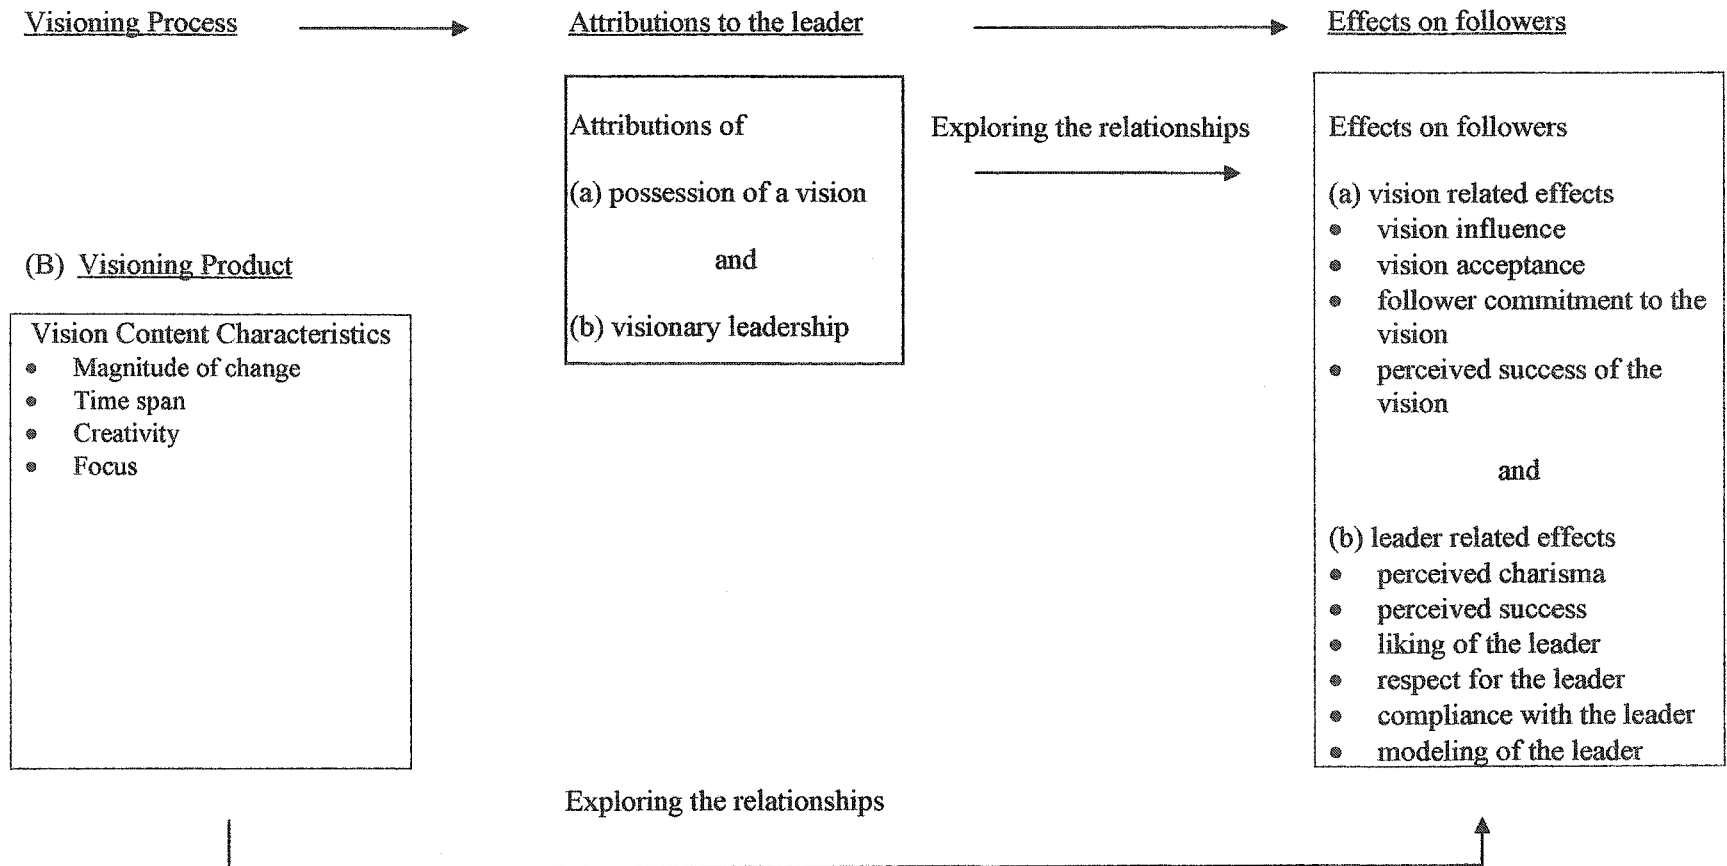 Visioning Process
Attributions to the leader
Effects on followers
(B) Visioning Product
Vision Content Characteristics
• Magnitude of change
• Time span
• Creativity
• Focus
Attributions of
(a) possession of a vision
and
(b) visionary leadership
Exploring the relationships
Effects on followers
(a) vision related effects
• vision influence
• vision acceptance
• follower commitment to the
vision
• perceived success of the
vision
and
(b) leader related effects
• perceived charisma
• perceived success
• liking of the leader
• respect for the leader
• compliance with the leader
• modeling of the leader
Exploring the relationships